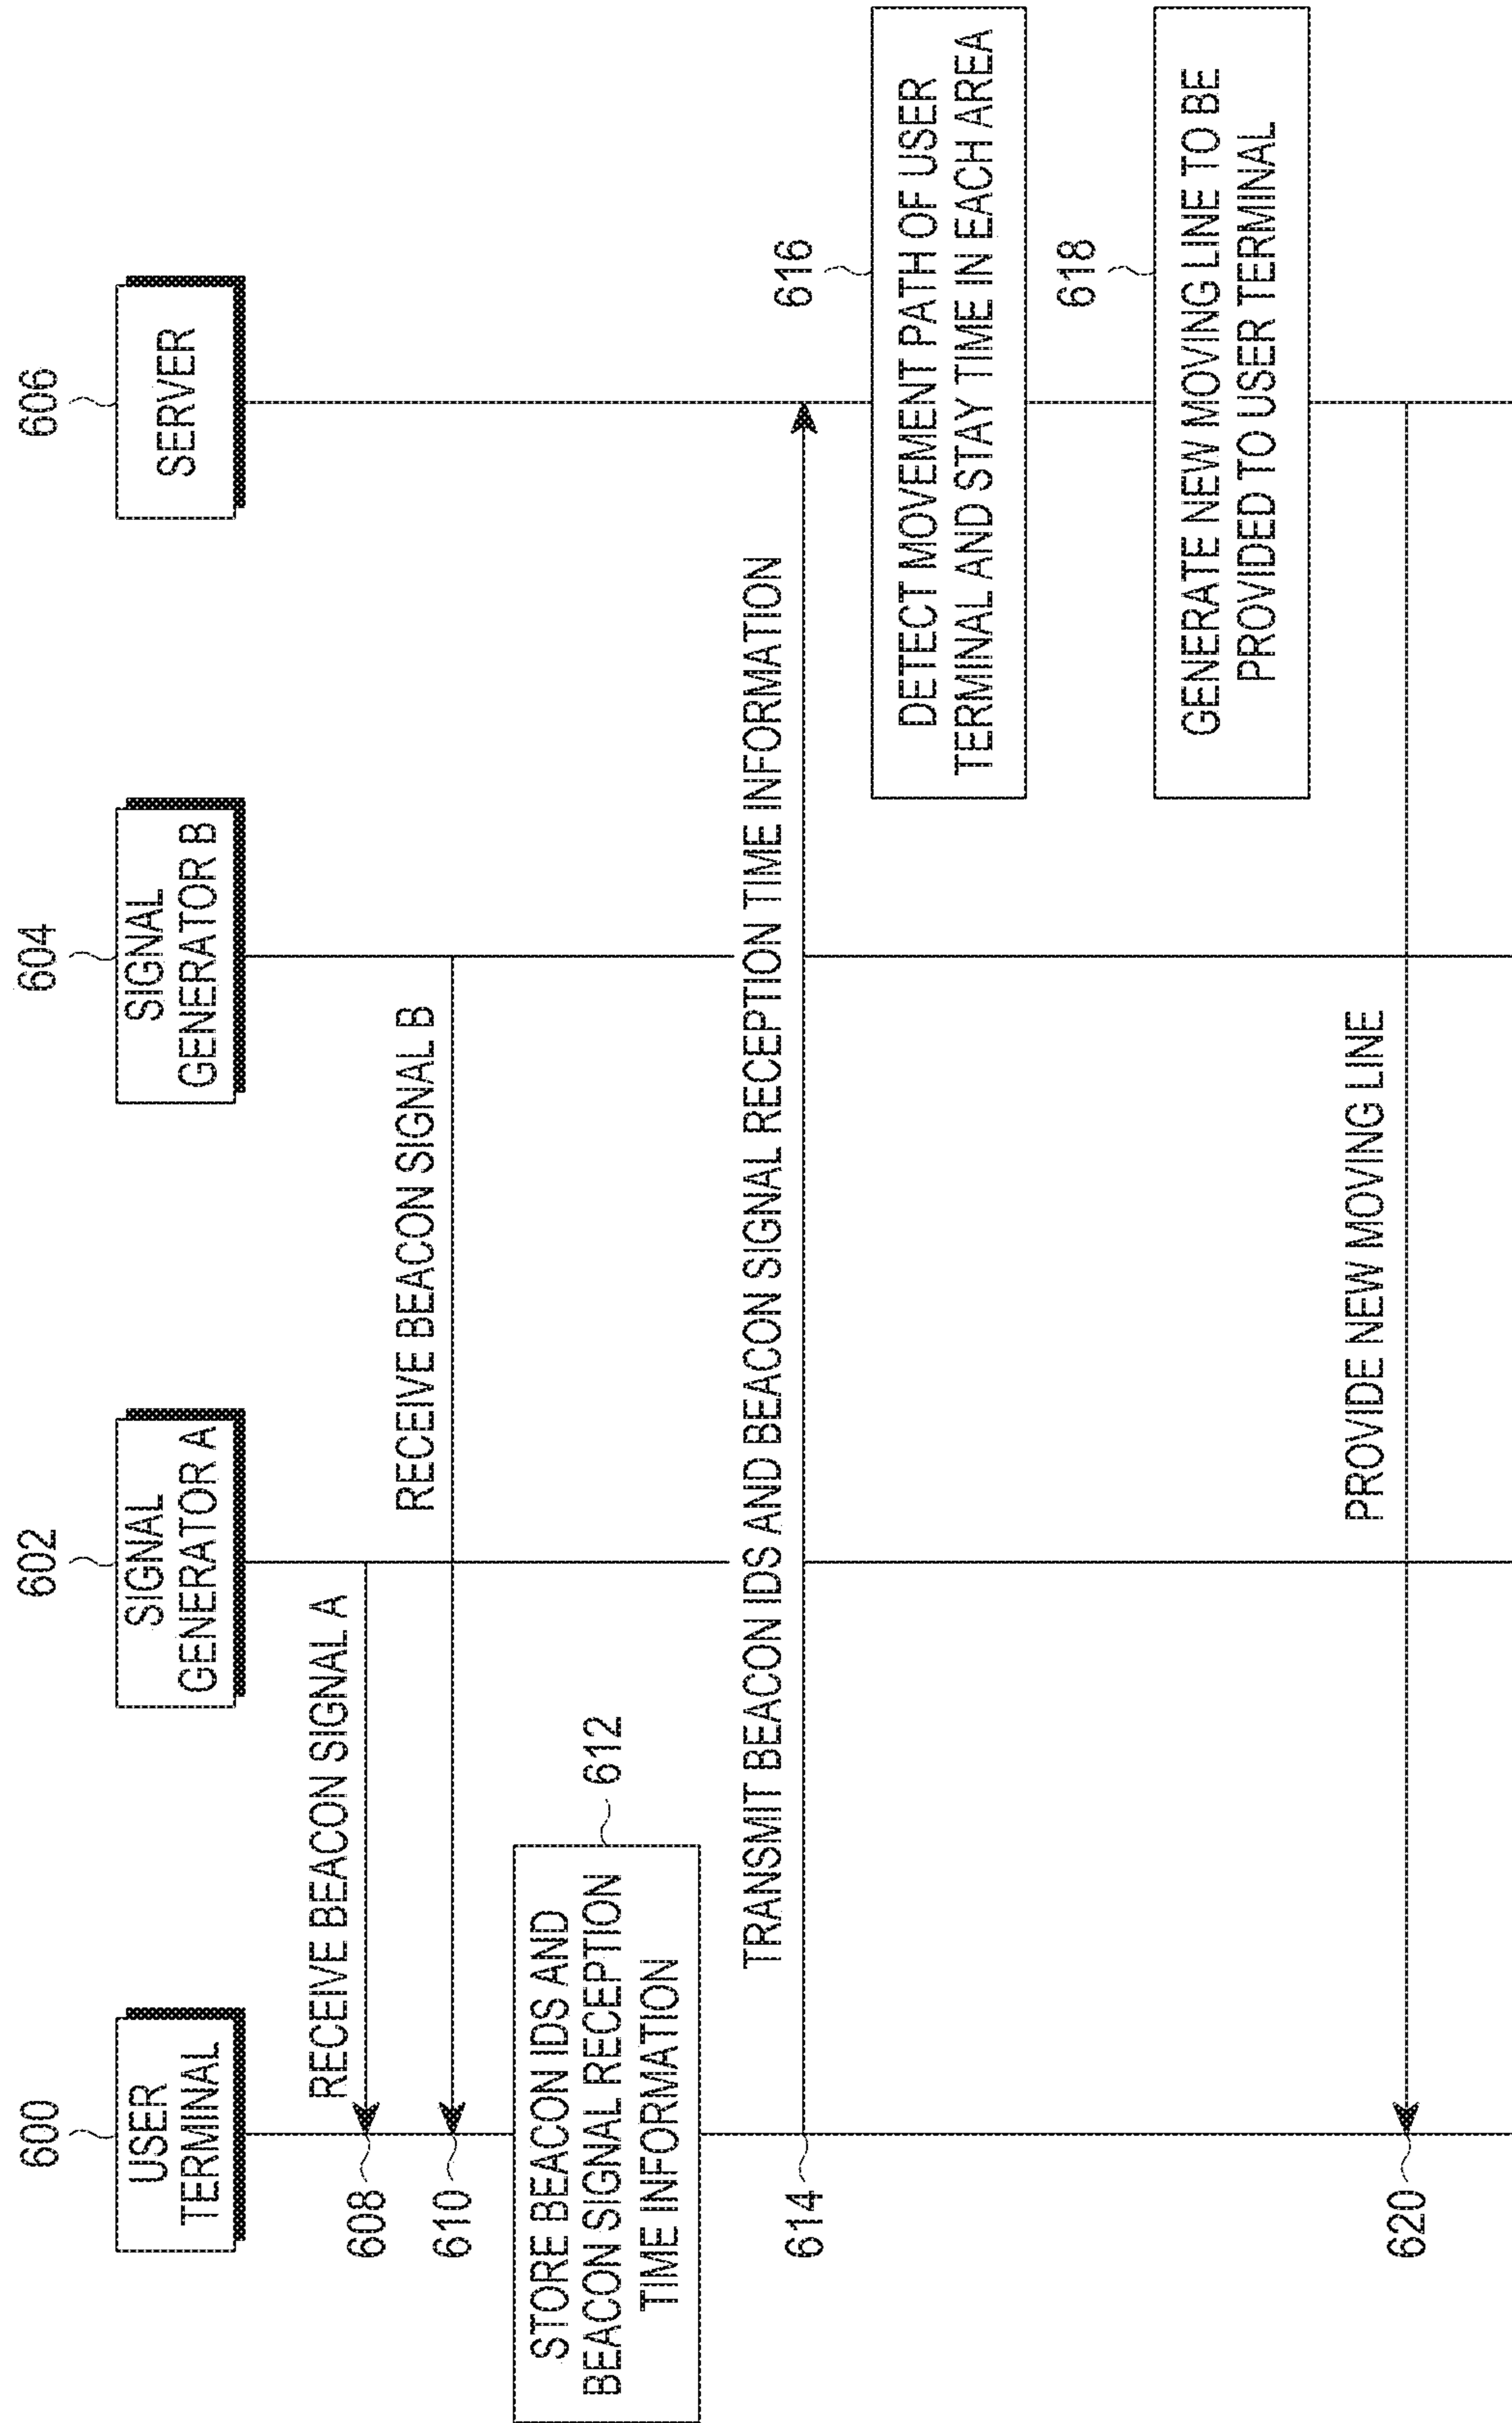 600
602
604
606
USER
TERMINAL
SIGNAL
GENERATOR A
SIGNAL
GENERATOR B
SERVER
RECEIVE BEACON SIGNAL A
608
RECEIVE BEACON SIGNAL B
610
STORE BEACON IDS AND
BEACON SIGNAL RECEPTION
TIME INFORMATION
612
TRANSMIT BEACON IDS AND BEACON SIGNAL RECEPTION TIME INFORMATION
614
616
DETECT MOVEMENT PATH OF USER
TERMINAL AND STAY TIME IN EACH AREA
618
GENERATE NEW MOVING LINE TO BE
PROVIDED TO USER TERMINAL
PROVIDE NEW MOVING LINE
620